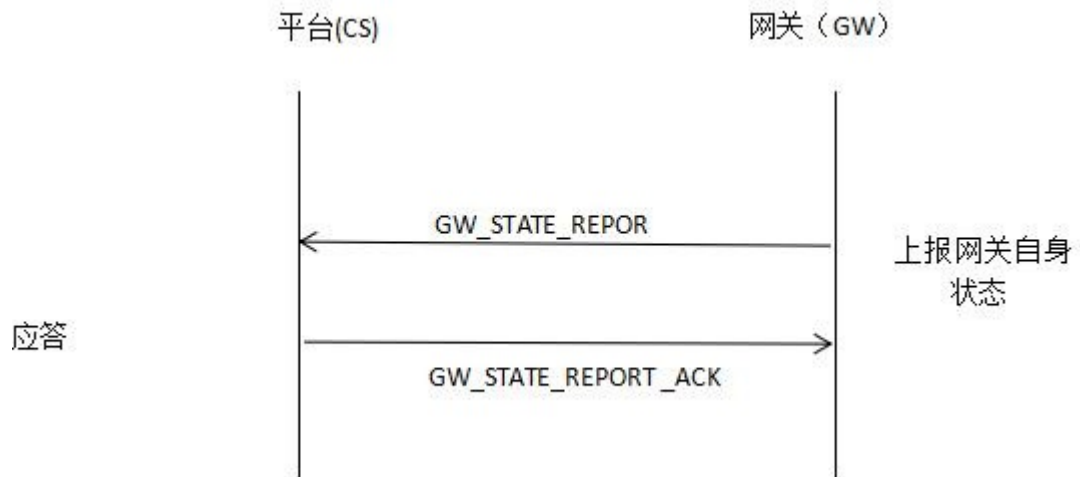 平台(CS)
网关（GW）
GW_STATE_REPOR
上报网关自身
状态
应答
GW_STATE_REPORT_ACK